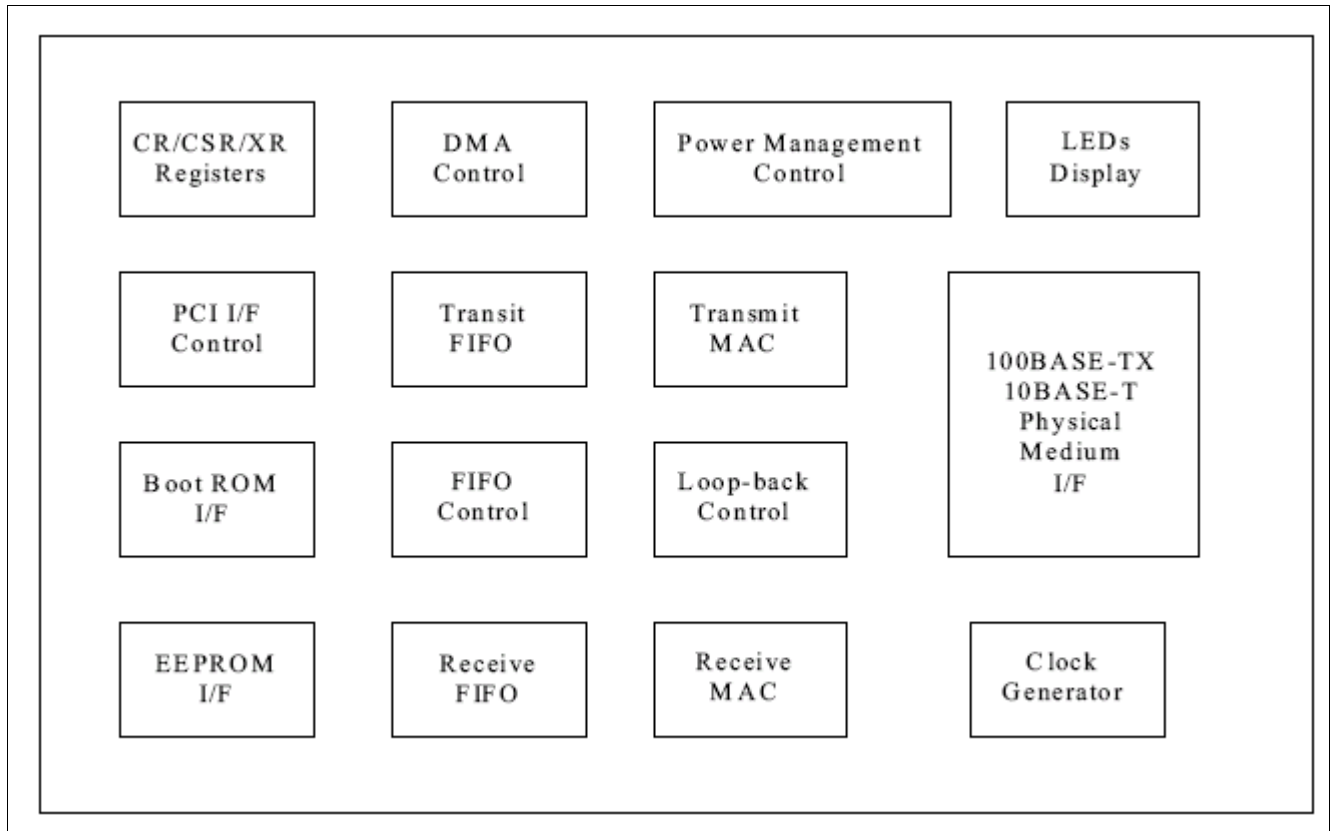 CR/CSR/XR
Registers
DMA
Control
Power Management
Control
LEDs
Display
PCI I/F
Control
Transit
FIFO
Transmit
MAC
100BASE-TX
10BASE-T
Physical
Medium
I/F
Boot ROM
I/F
FIFO
Control
Loop-back
Control
EEPROM
I/F
Receive
FIFO
Receive
MAC
Clock
Generator